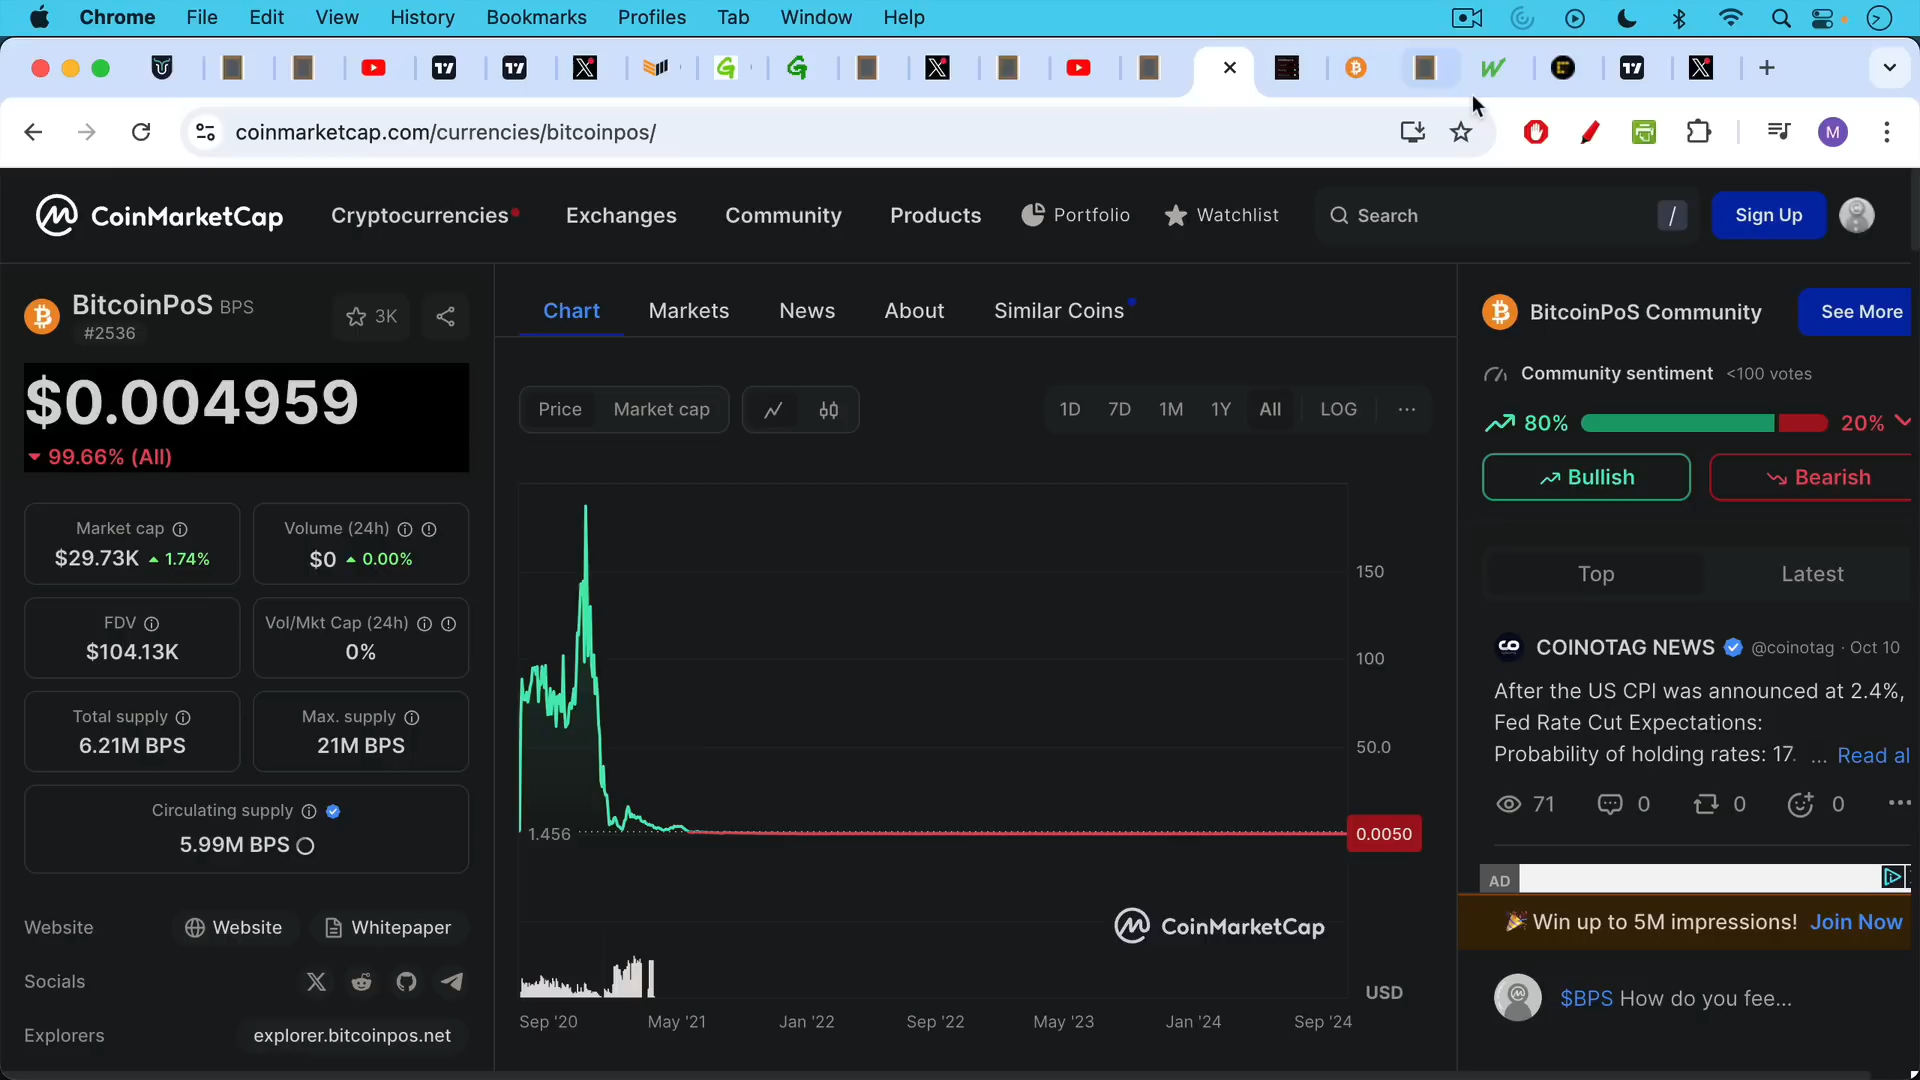 Chrome File Edit View History Bookmarks Profiles Tab Window Help
coinmarketcap.com/currencies/bitcoinpos/
M
CoinMarketCap Cryptocurrencies Exchanges Community Products Portfolio Watchlist Search / Sign Up
BitcoinPoS BPS
#2536
3K
$0.004959
99.66% (All)
Market cap
$29.73K 1.74%
Volume (24h)
$0 0.00%
FDV
$104.13K
Vol/Mkt Cap (24h)
0%
Total supply
6.21M BPS
Max. supply
21M BPS
Circulating supply
5.99M BPS
Website Website Whitepaper
Socials
Explorers explorer.bitcoinpos.net
Chart Markets News About Similar Coins
Price Market cap
1D 7D 1M 1Y All LOG ...
150
100
50.0
1.456
0.0050
CoinMarketCap
USD
Sep '20 May '21 Jan '22 Sep '22 May '23 Jan '24 Sep '24
BitcoinPoS Community See More
Community sentiment <100 votes
80% 20%
Bullish Bearish
Top Latest
COINOTAG NEWS @coinotag · Oct 10
After the US CPI was announced at 2.4%,
Fed Rate Cut Expectations:
Probability of holding rates: 17. ... Read al
71 0 0 0 ...
AD
Win up to 5M impressions! Join Now
$BPS How do you fee...